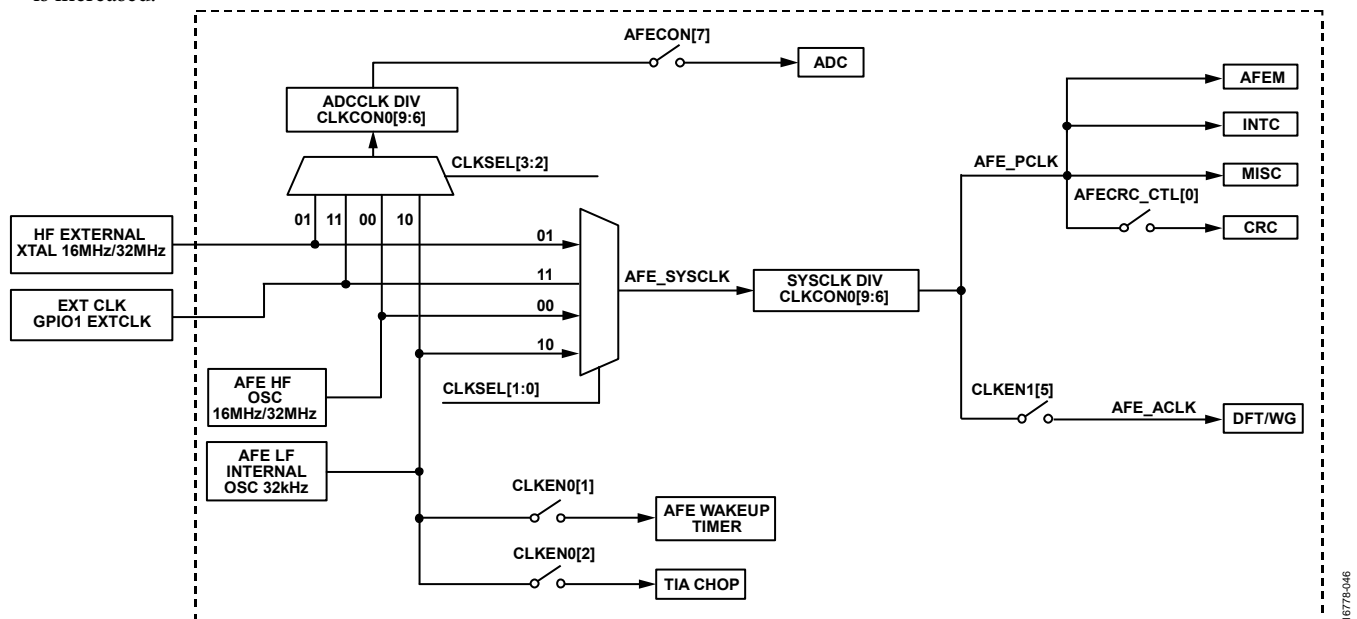 is increased.
AFECON[7]
ADC
ADCCLK DIV
CLKCON0[9:6]
CLKSEL[3:2]
01 11 00 10
HF EXTERNAL
XTAL 16MHz/32MHz
EXT CLK
GPIO1 EXTCLK
AFE HF
OSC
16MHz/32MHz
AFE LF
INTERNAL
OSC 32kHz
01
11
00
10
CLKSEL[1:0]
AFE_SYSCLK
SYSCLK DIV
CLKCON0[9:6]
AFE_PCLK
AFEM
INTC
MISC
AFECRC_CTL[0]
CRC
CLKEN1[5]
AFE_ACLK
DFT/WG
CLKEN0[1]
AFE WAKEUP
TIMER
CLKEN0[2]
TIA CHOP
16778-046